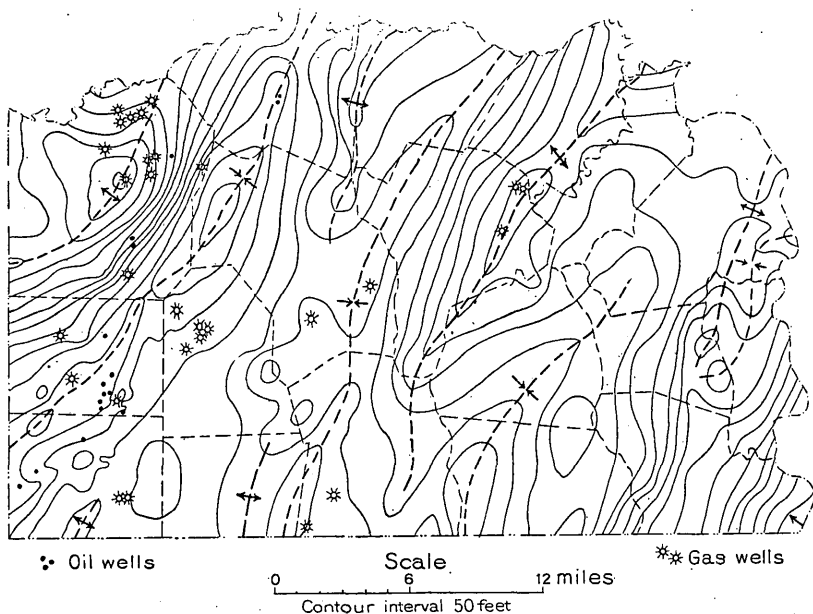 Oil wells
Scale
Gas wells
0 6 12 miles
Contour interval 50 feet